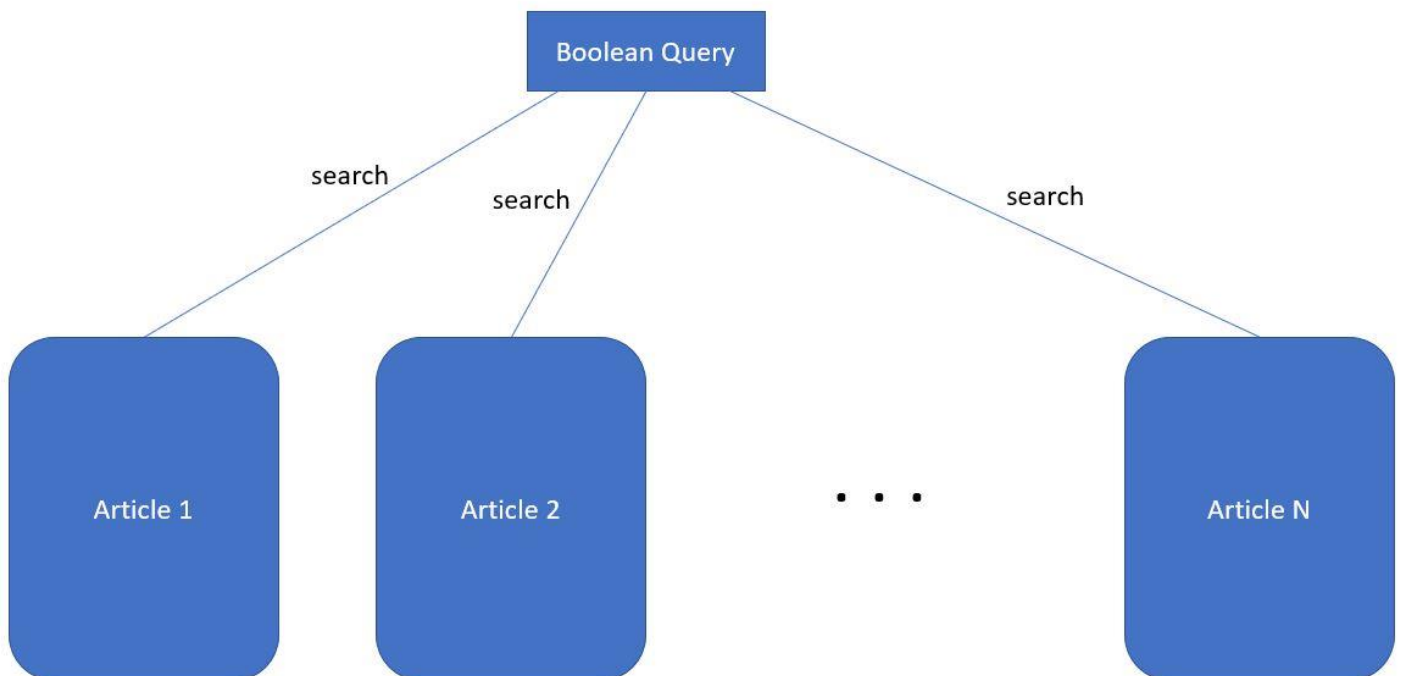 Boolean Query
search
search
search
Article 1
Article 2
. . .
Article N